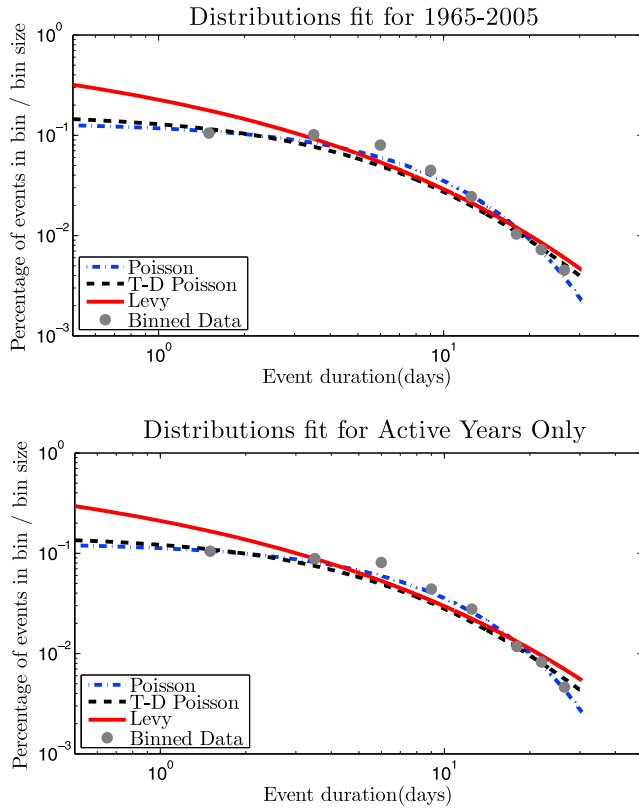 Distributions fit for 1965-2005
Percentage of events in bin / bin size
10^0
10^-1
10^-2
10^-3
Poisson
T-D Poisson
Levy
Binned Data
10^0
10^1
Event duration(days)
Distributions fit for Active Years Only
Percentage of events in bin / bin size
10^0
10^-1
10^-2
10^-3
Poisson
T-D Poisson
Levy
Binned Data
10^0
10^1
Event duration(days)